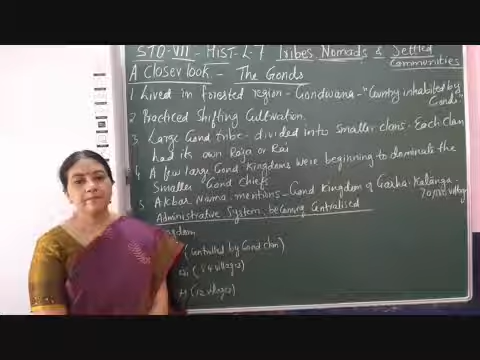 STD-VII - HIST-L-7 Tribes Nomads & Settled
Communities
A Closer look - The Gonds
1. Lived in forested region - Gondwana - "Country inhabited by
Gonds"
2. Practiced Shifting Cultivation.
3. Large Gond tribe - divided into smaller clans - Each Clan
had its own Raja or Rai
4. A few large Gond Kingdoms were beginning to dominate the
Smaller Gond chiefs
5. Akbar Nama - mentions - Gond Kingdom of Garha-Katanga -
70,000 villages
Administrative System becoming Centralised
(Controlled by Gond clan)
(84 villages)
(12 villages)